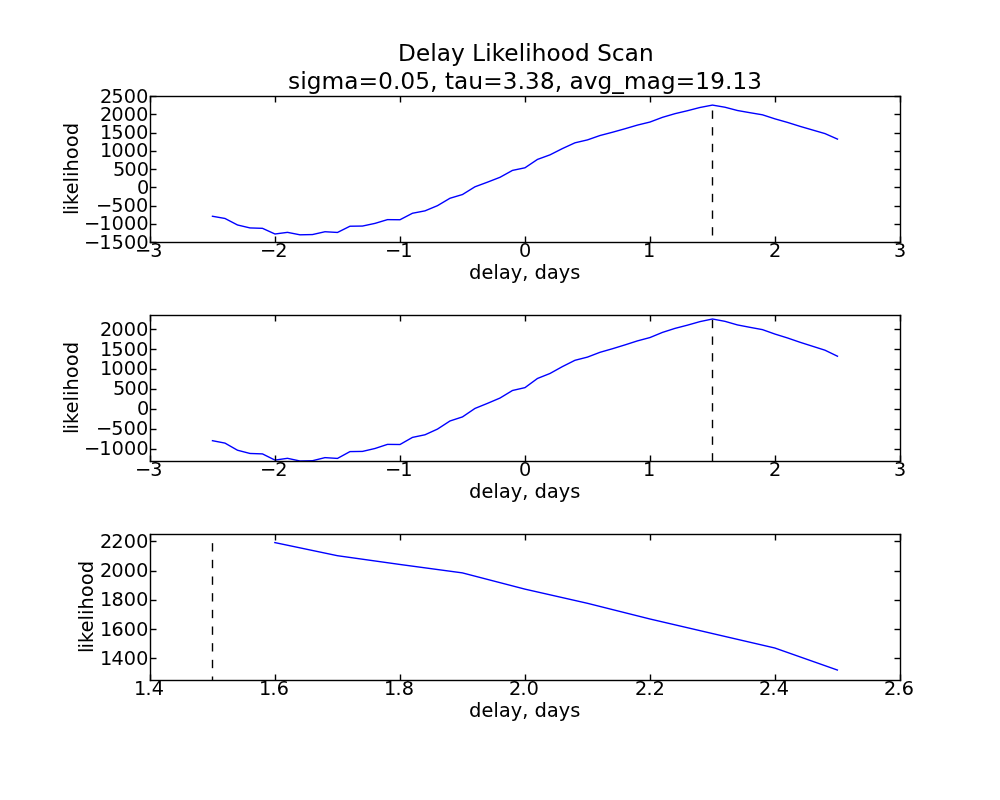 Delay Likelihood Scan
sigma=0.05, tau=3.38, avg_mag=19.13
2500
2000
1500
1000
500
0
−500
−1000
−1500
likelihood
−3 −2 −1 0 1 2 3
delay, days
2000
1500
1000
500
0
−500
−1000
likelihood
−3 −2 −1 0 1 2 3
delay, days
2200
2000
1800
1600
1400
likelihood
1.4 1.6 1.8 2.0 2.2 2.4 2.6
delay, days